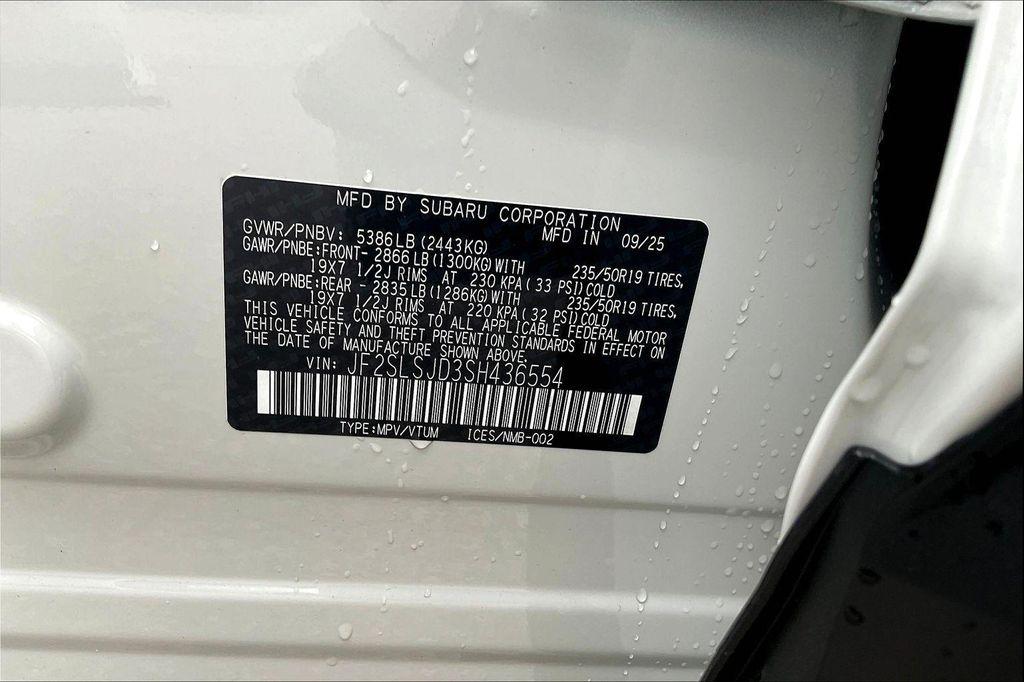 MFD BY SUBARU CORPORATION
GVWR/PNBV: 5386LB(2443KG) MFD IN 09/25
GAWR/PNBE:FRONT- 2866LB(1300KG)WITH 235/50R19 TIRES,
19X7 1/2J RIMS AT 230 KPA( 33 PSI)COLD
GAWR/PNBE:REAR - 2835LB(1286KG)WITH 235/50R19 TIRES,
19X7 1/2J RIMS AT 220 KPA( 32 PSI)COLD
THIS VEHICLE CONFORMS TO ALL APPLICABLE FEDERAL MOTOR
VEHICLE SAFETY AND THEFT PREVENTION STANDARDS IN EFFECT ON
THE DATE OF MANUFACTURE SHOWN ABOVE.
VIN: JF2SLSJD3SH436554
TYPE:MPV/VTUM ICES/NMB-002